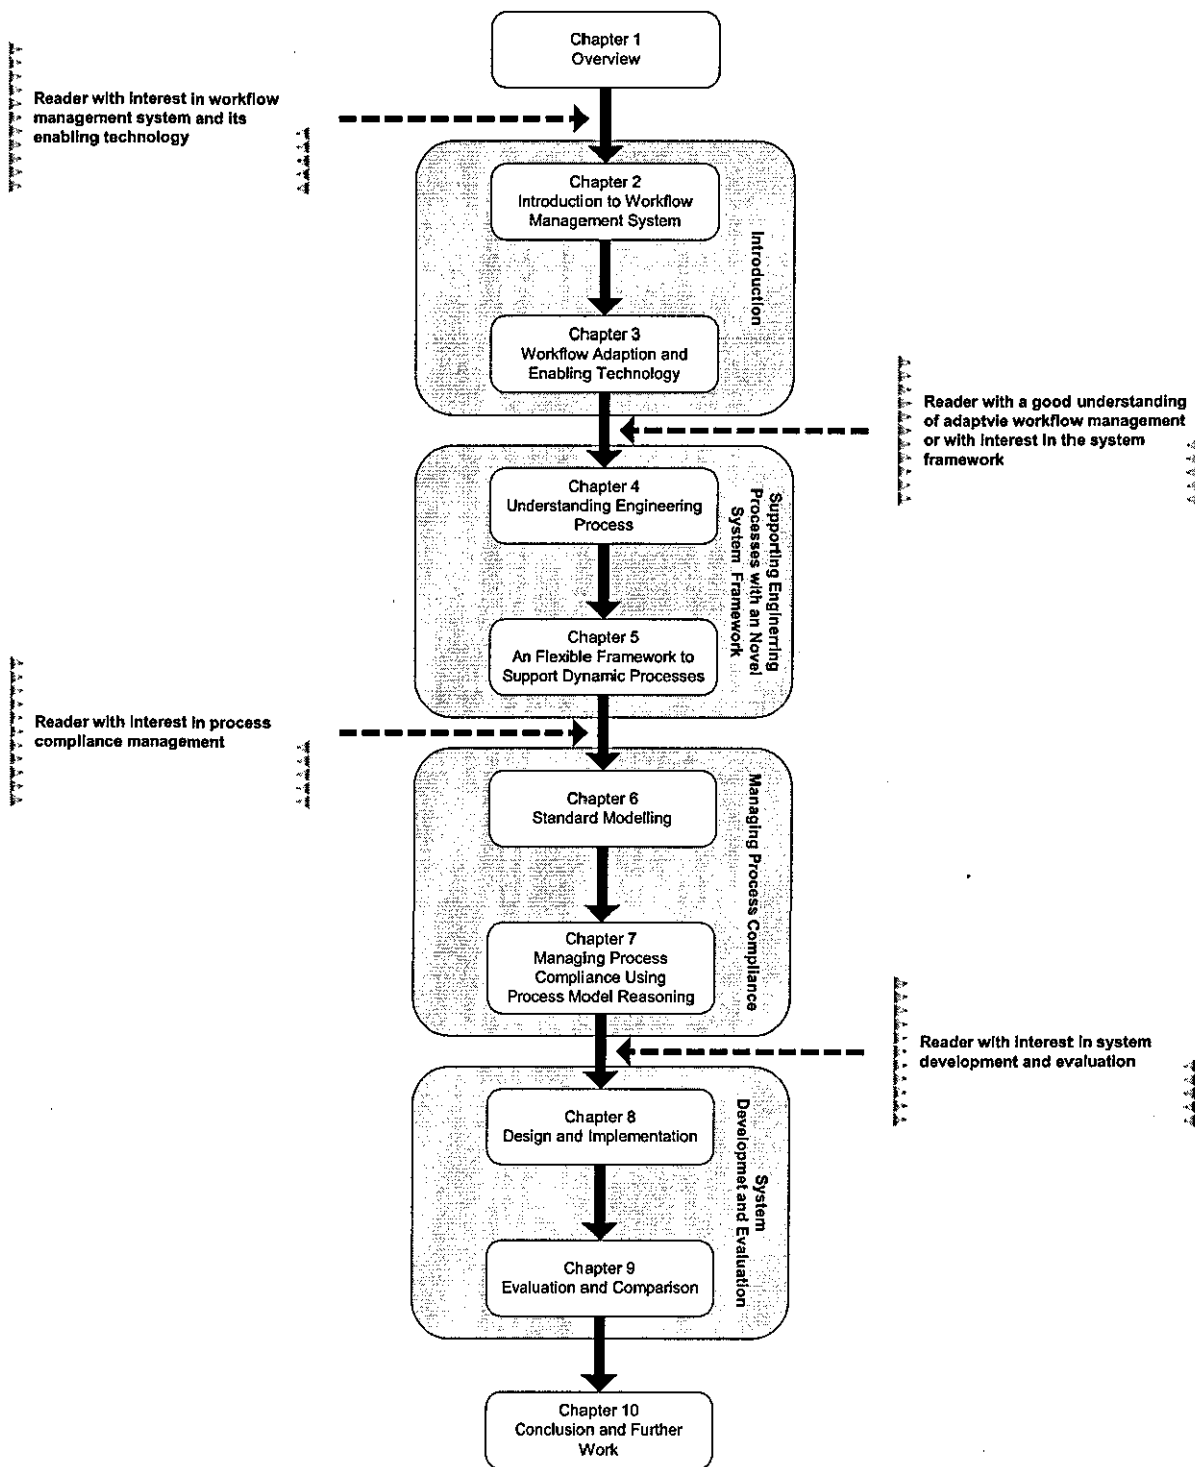 Chapter 1
Overview
Reader with interest in workflow
management system and its
enabling technology
Chapter 2
Introduction to Workflow
Management System
Introduction
Chapter 3
Workflow Adaption and
Enabling Technology
Reader with a good understanding
of adaptvie workflow management
or with interest in the system
framework
Chapter 4
Understanding Engineering
Process
Supporting Enginerring
Processes with an Novel
System Framework
Chapter 5
An Flexible Framework to
Support Dynamic Processes
Reader with interest in process
compliance management
Chapter 6
Standard Modelling
Managing Process Compliance
Chapter 7
Managing Process
Compliance Using
Process Model Reasoning
Reader with interest in system
development and evaluation
Chapter 8
Design and Implementation
System
Developmet and Evaluation
Chapter 9
Evaluation and Comparison
Chapter 10
Conclusion and Further
Work